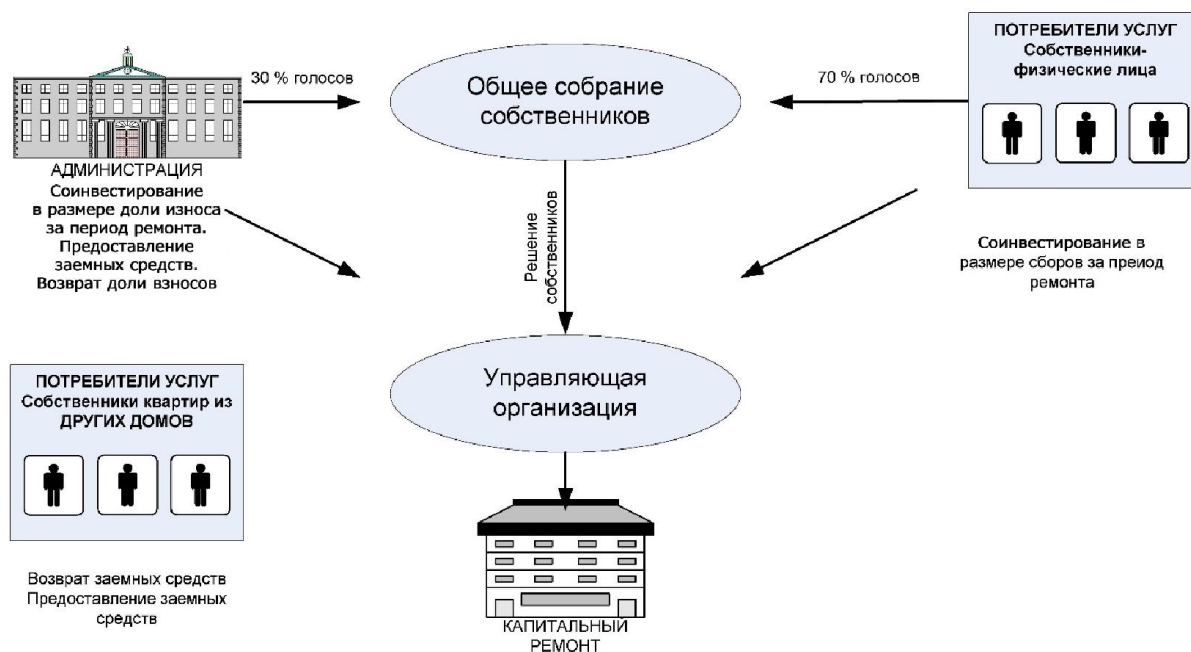 30 % голосов
Общее собрание
собственников
70 % голосов
ПОТРЕБИТЕЛИ УСЛУГ
Собственники-
физические лица
АДМИНИСТРАЦИЯ
Соинвестирование
в размере доли износа
за период ремонта.
Предоставление
заемных средств.
Возврат доли взносов
Решение
собственников
Соинвестирование в
размере сборов за преиод
ремонта
ПОТРЕБИТЕЛИ УСЛУГ
Собственники квартир из
ДРУГИХ ДОМОВ
Управляющая
организация
Возврат заемных средств
Предоставление заемных
средств
КАПИТАЛЬНЫЙ
РЕМОНТ